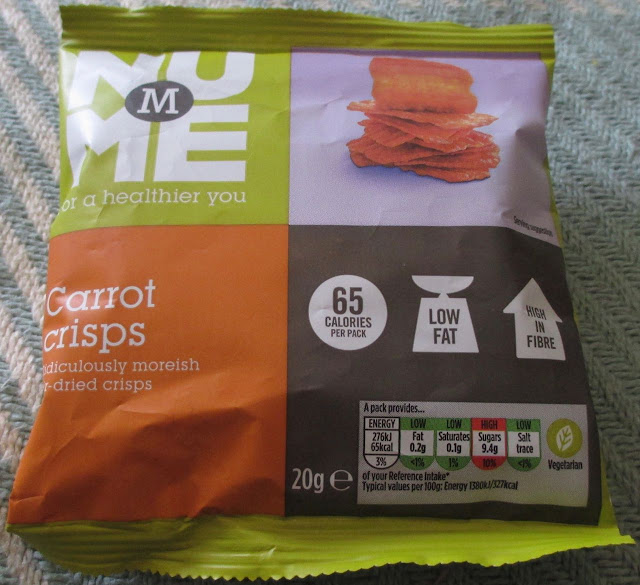 NU
M
ME
or a healthier you
Serving suggestion
Carrot
crisps
diculously moreish
r-dried crisps
65
CALORIES
PER PACK
LOW
FAT
HIGH
IN
FIBRE
A pack provides...
ENERGY LOW LOW HIGH LOW
276kJ Fat Saturates Sugars Salt
65kcal 0.2g 0.1g 9.4g trace
3% <1% 1% 10% <1%
Vegetarian
of your Reference Intake*
Typical values per 100g: Energy 1380kJ/327kcal
20g e